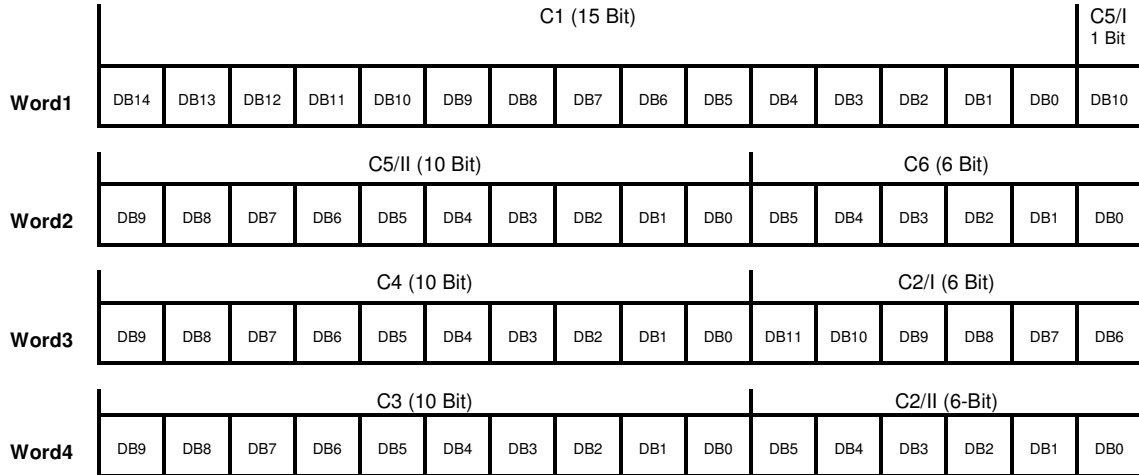 C1 (15 Bit) C5/I
1 Bit
Word1 DB14 DB13 DB12 DB11 DB10 DB9 DB8 DB7 DB6 DB5 DB4 DB3 DB2 DB1 DB0 DB10
C5/II (10 Bit) C6 (6 Bit)
Word2 DB9 DB8 DB7 DB6 DB5 DB4 DB3 DB2 DB1 DB0 DB5 DB4 DB3 DB2 DB1 DB0
C4 (10 Bit) C2/I (6 Bit)
Word3 DB9 DB8 DB7 DB6 DB5 DB4 DB3 DB2 DB1 DB0 DB11 DB10 DB9 DB8 DB7 DB6
C3 (10 Bit) C2/II (6-Bit)
Word4 DB9 DB8 DB7 DB6 DB5 DB4 DB3 DB2 DB1 DB0 DB5 DB4 DB3 DB2 DB1 DB0